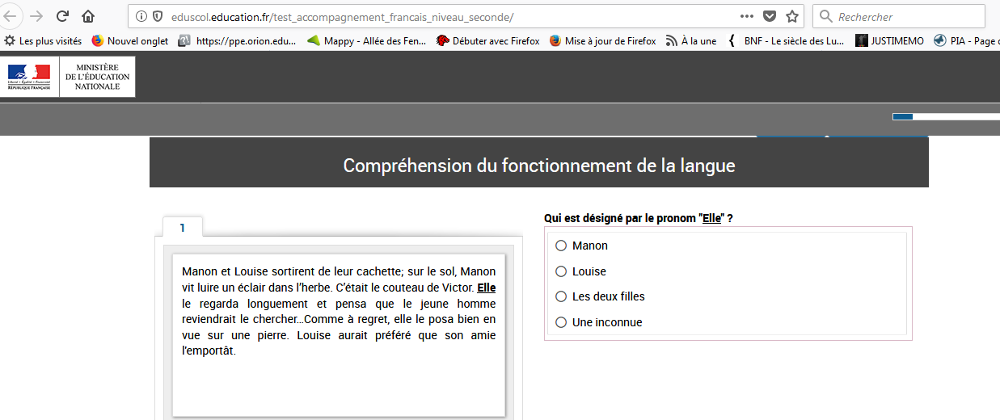 eduscol.education.fr/test_accompagnement_francais_niveau_seconde/
Rechercher
Les plus visités Nouvel onglet https://ppe.orion.edu... Mappy - Allée des Fen... Débuter avec Firefox Mise à jour de Firefox À la une BNF - Le siècle des Lu... JUSTIMEMO PIA - Page d
Liberté • Égalité • Fraternité
RÉPUBLIQUE FRANÇAISE
MINISTÈRE
DE L'ÉDUCATION
NATIONALE
Compréhension du fonctionnement de la langue
1
Manon et Louise sortirent de leur cachette; sur le sol, Manon
vit luire un éclair dans l'herbe. C'était le couteau de Victor. Elle
le regarda longuement et pensa que le jeune homme
reviendrait le chercher...Comme à regret, elle le posa bien en
vue sur une pierre. Louise aurait préféré que son amie
l'emportât.
Qui est désigné par le pronom "Elle" ?
Manon
Louise
Les deux filles
Une inconnue